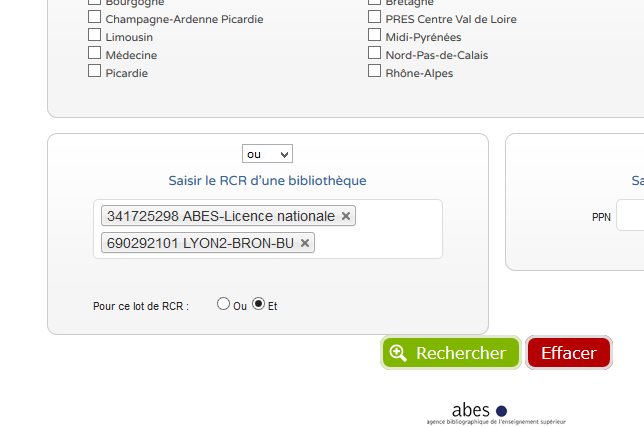 Bourgogne
Bretagne
Champagne-Ardenne Picardie
PRES Centre Val de Loire
Limousin
Midi-Pyrénées
Médecine
Nord-Pas-de-Calais
Picardie
Rhône-Alpes
ou
Saisir le RCR d'une bibliothèque
341725298 ABES-Licence nationale
690292101 LYON2-BRON-BU
PPN
Pour ce lot de RCR :
Ou
Et
Rechercher
Effacer
abes
agence bibliographique de l'enseignement supérieur